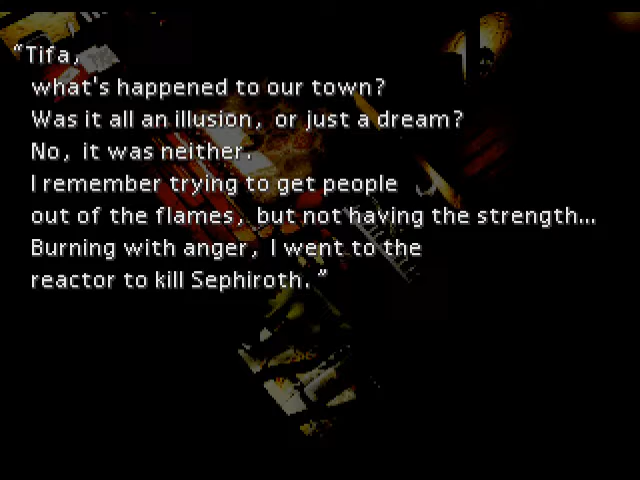 “Tifa,
what's happened to our town?
Was it all an illusion, or just a dream?
No, it was neither.
I remember trying to get people
out of the flames, but not having the strength...
Burning with anger, I went to the
reactor to kill Sephiroth.”